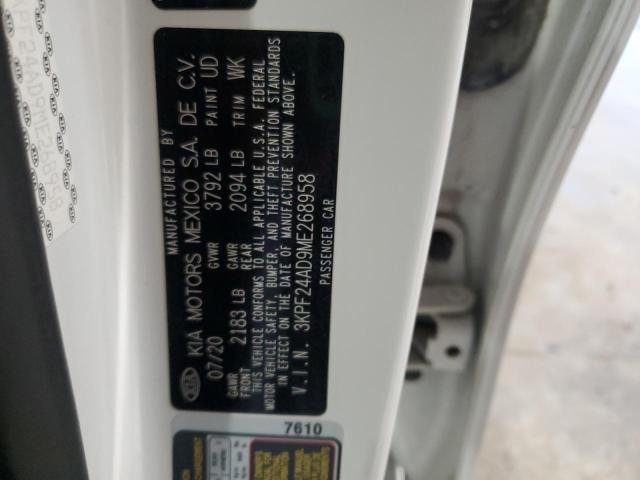 MANUFACTURED BY
KIA KIA MOTORS MEXICO S.A. DE C.V.
07/20 GVWR 3792 LB PAINT UD
GAWR FRONT 2183 LB GAWR REAR 2094 LB TRIM WK
THIS VEHICLE CONFORMS TO ALL APPLICABLE U.S.A. FEDERAL
MOTOR VEHICLE SAFETY, BUMPER, AND THEFT PREVENTION STANDARDS
IN EFFECT ON THE DATE OF MANUFACTURE SHOWN ABOVE.
V.I.N. 3KPF24AD9ME268958
PASSENGER CAR
7610